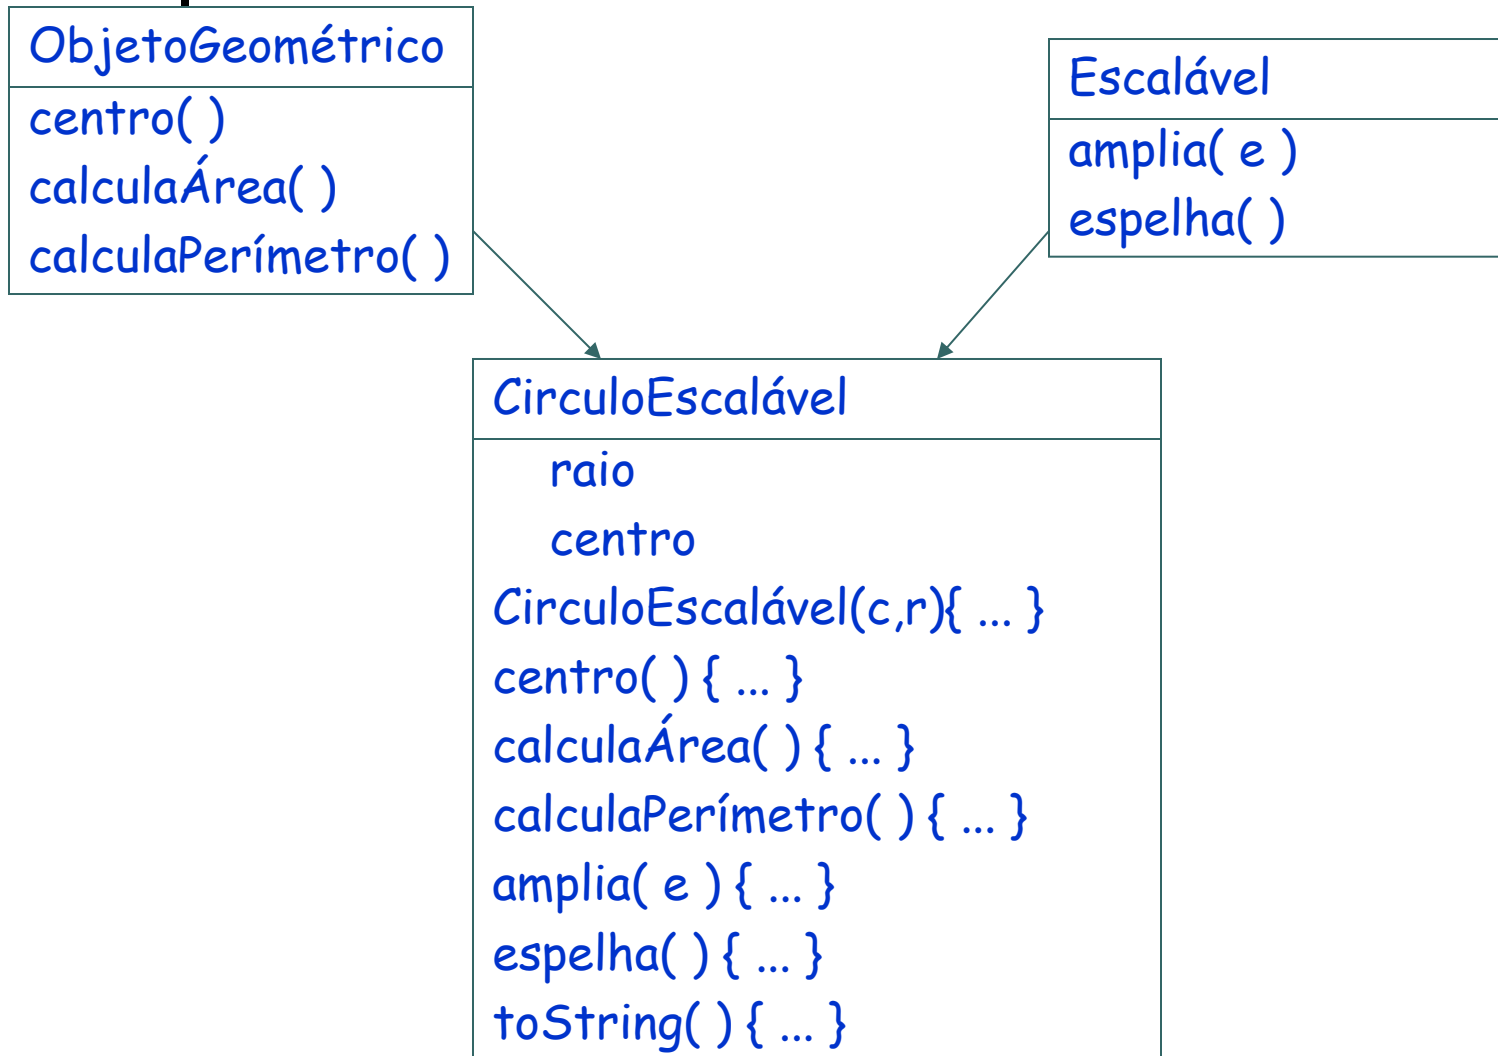 ObjetoGeométrico
centro( )
calculaÁrea( )
calculaPerímetro( )
Escalável
amplia( e )
espelha( )
CirculoEscalável
raio
centro
CirculoEscalável(c,r){ ... }
centro( ) { ... }
calculaÁrea( ) { ... }
calculaPerímetro( ) { ... }
amplia( e ) { ... }
espelha( ) { ... }
toString( ) { ... }